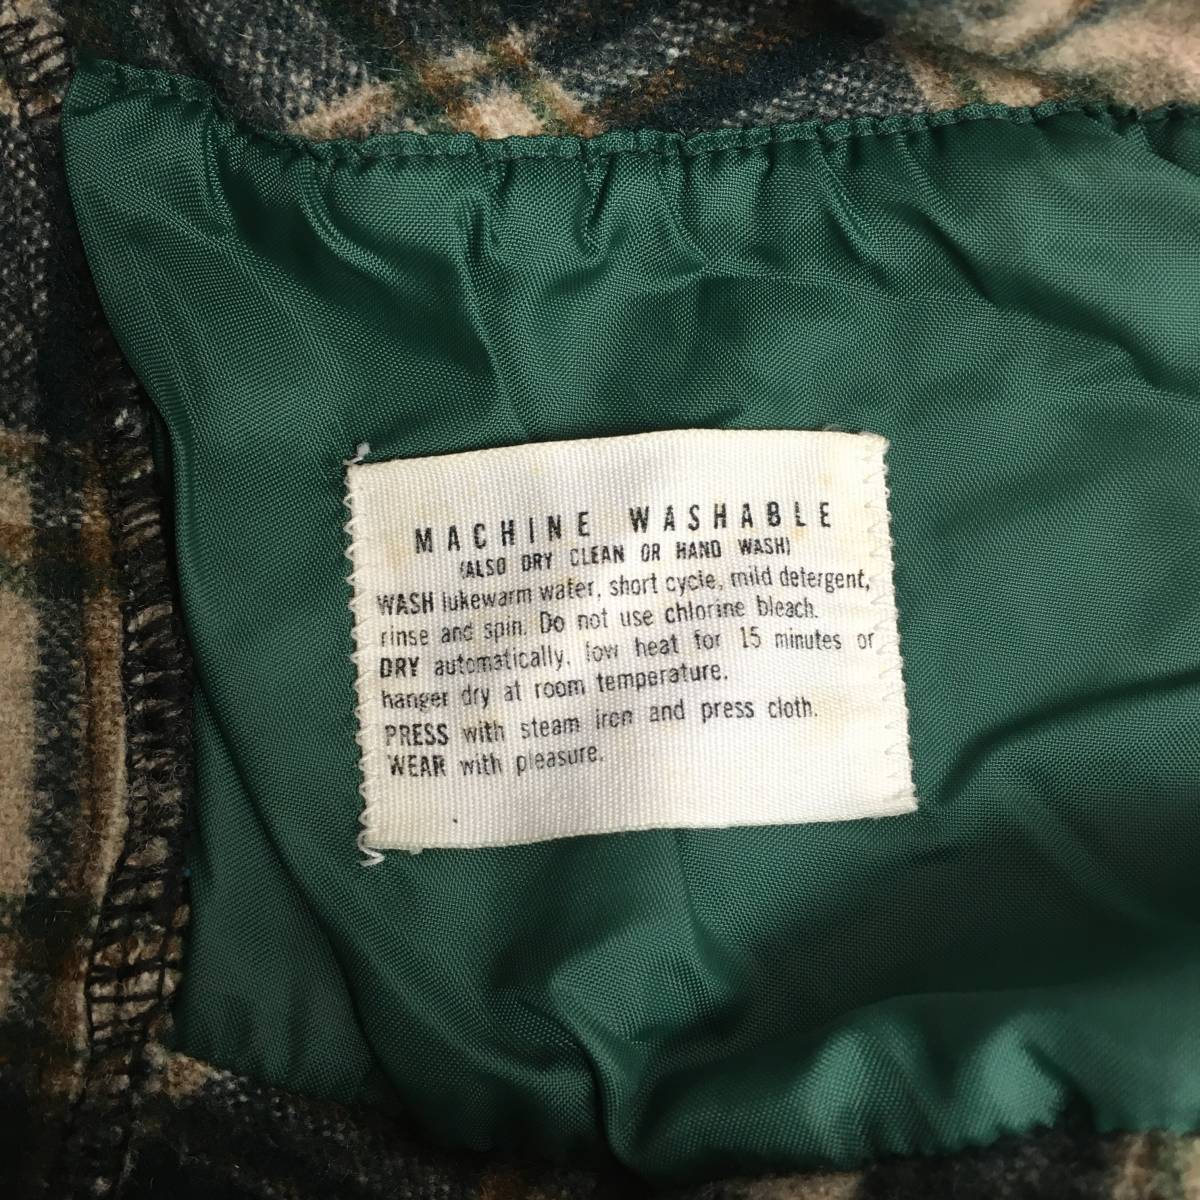 MACHINE WASHABLE
(ALSO DRY CLEAN OR HAND WASH)
WASH lukewarm water, short cycle, mild detergent,
rinse and spin. Do not use chlorine bleach.
DRY automatically, low heat for 15 minutes or
hanger dry at room temperature.
PRESS with steam iron and press cloth.
WEAR with pleasure.